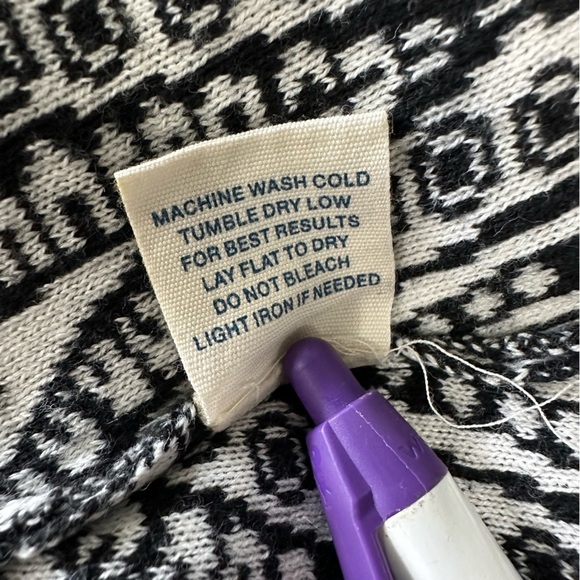 MACHINE WASH COLD
TUMBLE DRY LOW
FOR BEST RESULTS
LAY FLAT TO DRY
DO NOT BLEACH
LIGHT IRON IF NEEDED